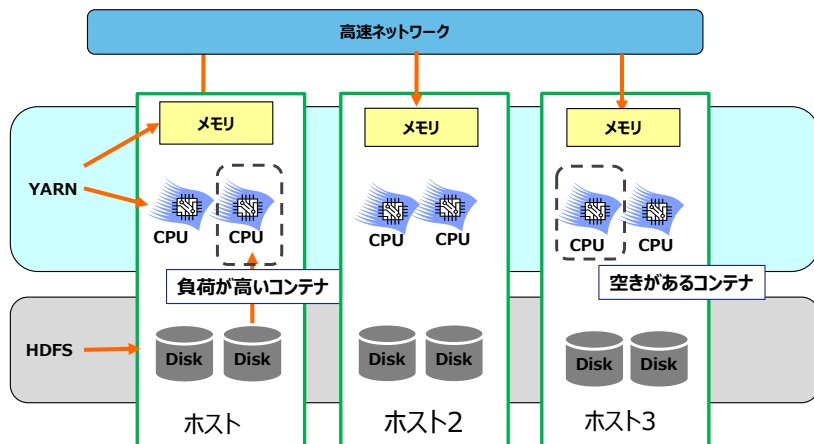 高速ネットワーク
メモリ
メモリ
メモリ
YARN
CPU
CPU
CPU
CPU
CPU
CPU
負荷が高いコンテナ
空きがあるコンテナ
HDFS
Disk
Disk
Disk
Disk
Disk
Disk
ホスト
ホスト2
ホスト3